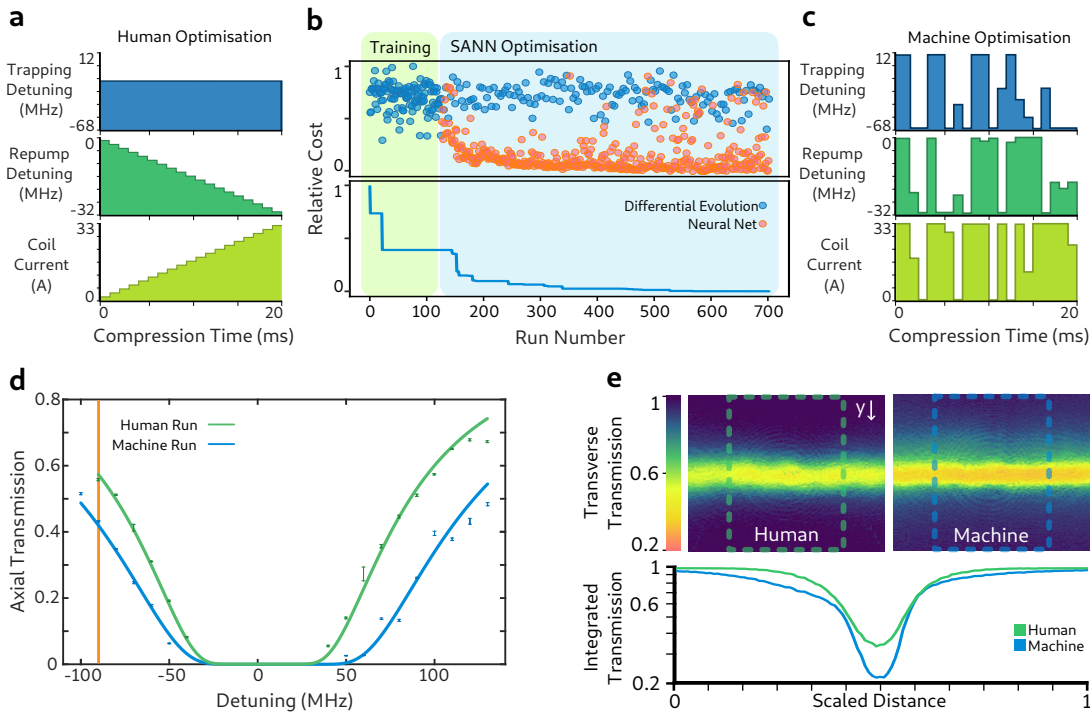 a
Human Optimisation
Trapping
Detuning
(MHz)
12
-68
Repump
Detuning
(MHz)
0
-32
Coil
Current
(A)
33
0
0
20
Compression Time (ms)
b
Training
SANN Optimisation
1
0
1
0
Relative Cost
Differential Evolution
Neural Net
0 100 200 300 400 500 600 700
Run Number
c
Machine Optimisation
Trapping
Detuning
(MHz)
12
-68
Repump
Detuning
(MHz)
0
-32
Coil
Current
(A)
33
0
0
20
Compression Time (ms)
d
Human Run
Machine Run
Axial Transmission
0.8
0.6
0.4
0.2
0
-100 -50 0 50 100
Detuning (MHz)
e
Transverse
Transmission
1
0.6
0.2
y↓
Human
Machine
Integrated
Transmission
1
0.6
0.2
Human
Machine
0
1
Scaled Distance